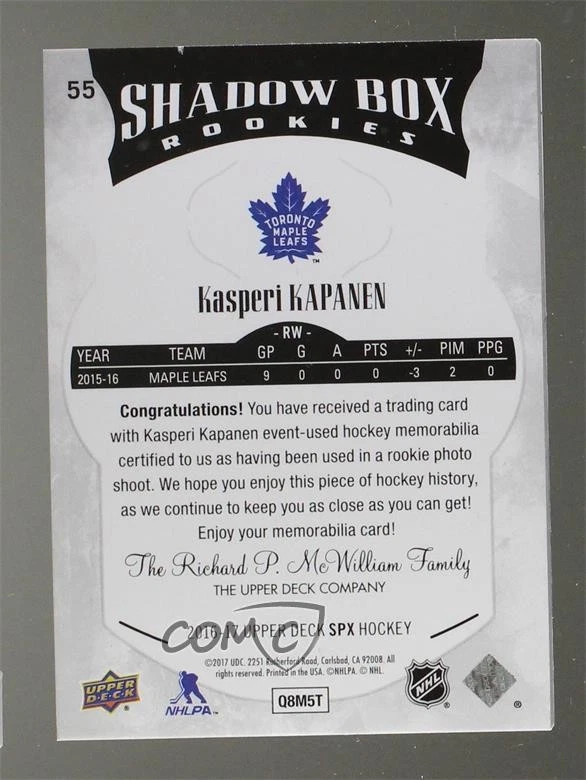 55
SHADOW BOX
ROOKIES
TORONTO
MAPLE
LEAFS
™
Kasperi KAPANEN
- RW -
YEAR TEAM GP G A PTS +/- PIM PPG
2015-16 MAPLE LEAFS 9 0 0 0 -3 2 0
Congratulations! You have received a trading card
with Kasperi Kapanen event-used hockey memorabilia
certified to us as having been used in a rookie photo
shoot. We hope you enjoy this piece of hockey history,
as we continue to keep you as close as you can get!
Enjoy your memorabilia card!
The Richard P. McWilliam Family
THE UPPER DECK COMPANY
COMC
2016-17 UPPER DECK SPX HOCKEY
©2017 UDC. 2251 Rutherford Road, Carlsbad, CA 92008. All
rights reserved. Printed in the USA. ©NHLPA. © NHL.
UPPER
DECK
®
NHLPA
Q8M5T
NHL
®
®